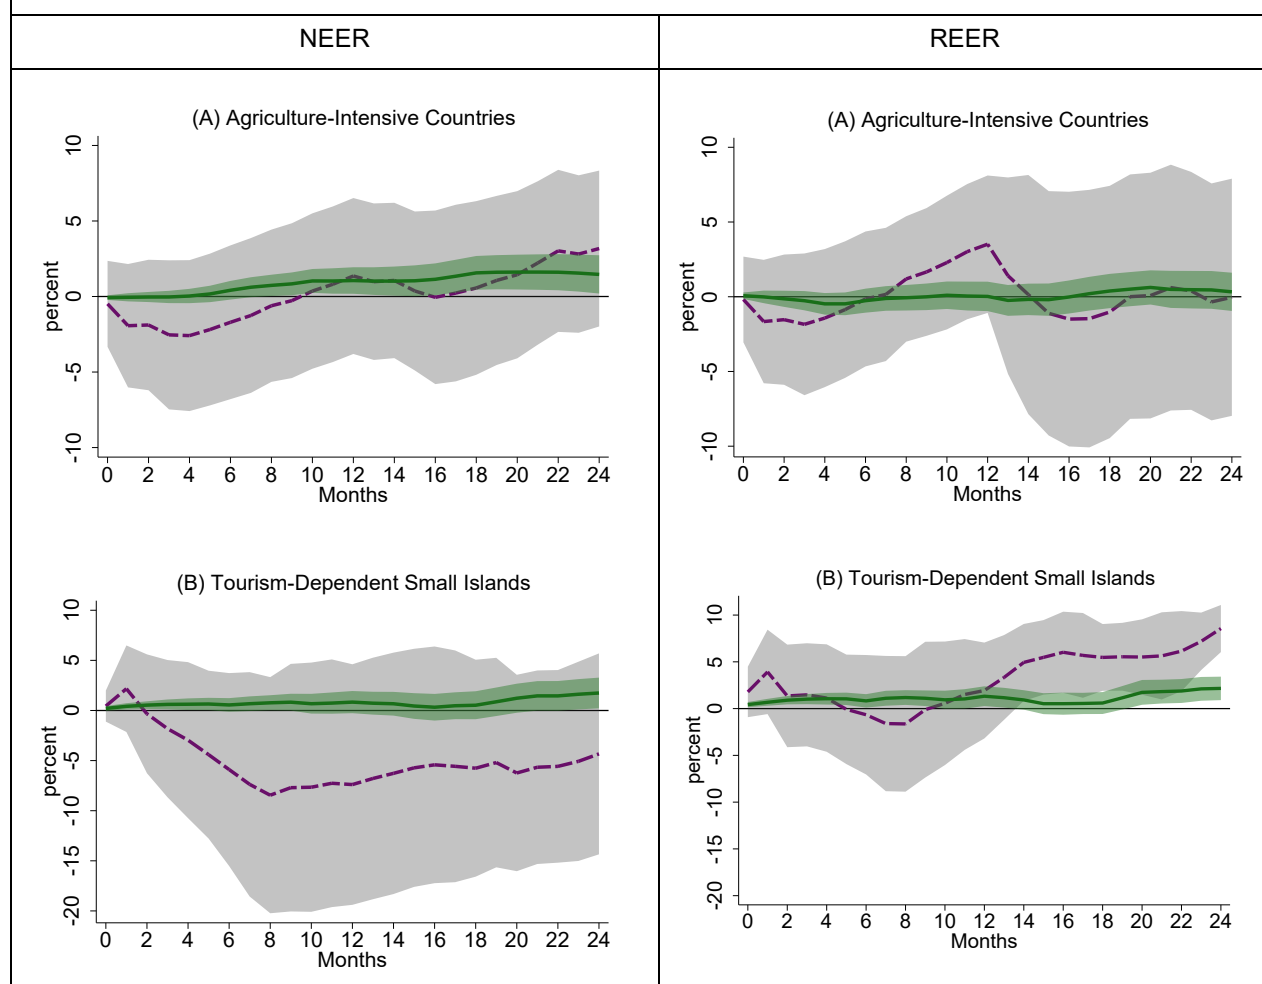 NEER
REER
(A) Agriculture-Intensive Countries
percent
10
5
0
-5
-10
0 2 4 6 8 10 12 14 16 18 20 22 24
Months
(A) Agriculture-Intensive Countries
percent
10
5
0
-5
-10
0 2 4 6 8 10 12 14 16 18 20 22 24
Months
(B) Tourism-Dependent Small Islands
percent
10
5
0
-5
-10
-15
-20
0 2 4 6 8 10 12 14 16 18 20 22 24
Months
(B) Tourism-Dependent Small Islands
percent
10
5
0
-5
-10
-15
-20
0 2 4 6 8 10 12 14 16 18 20 22 24
Months